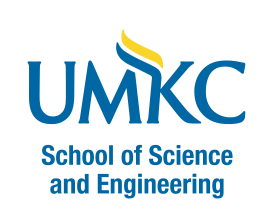 UMKC
School of Science
and Engineering